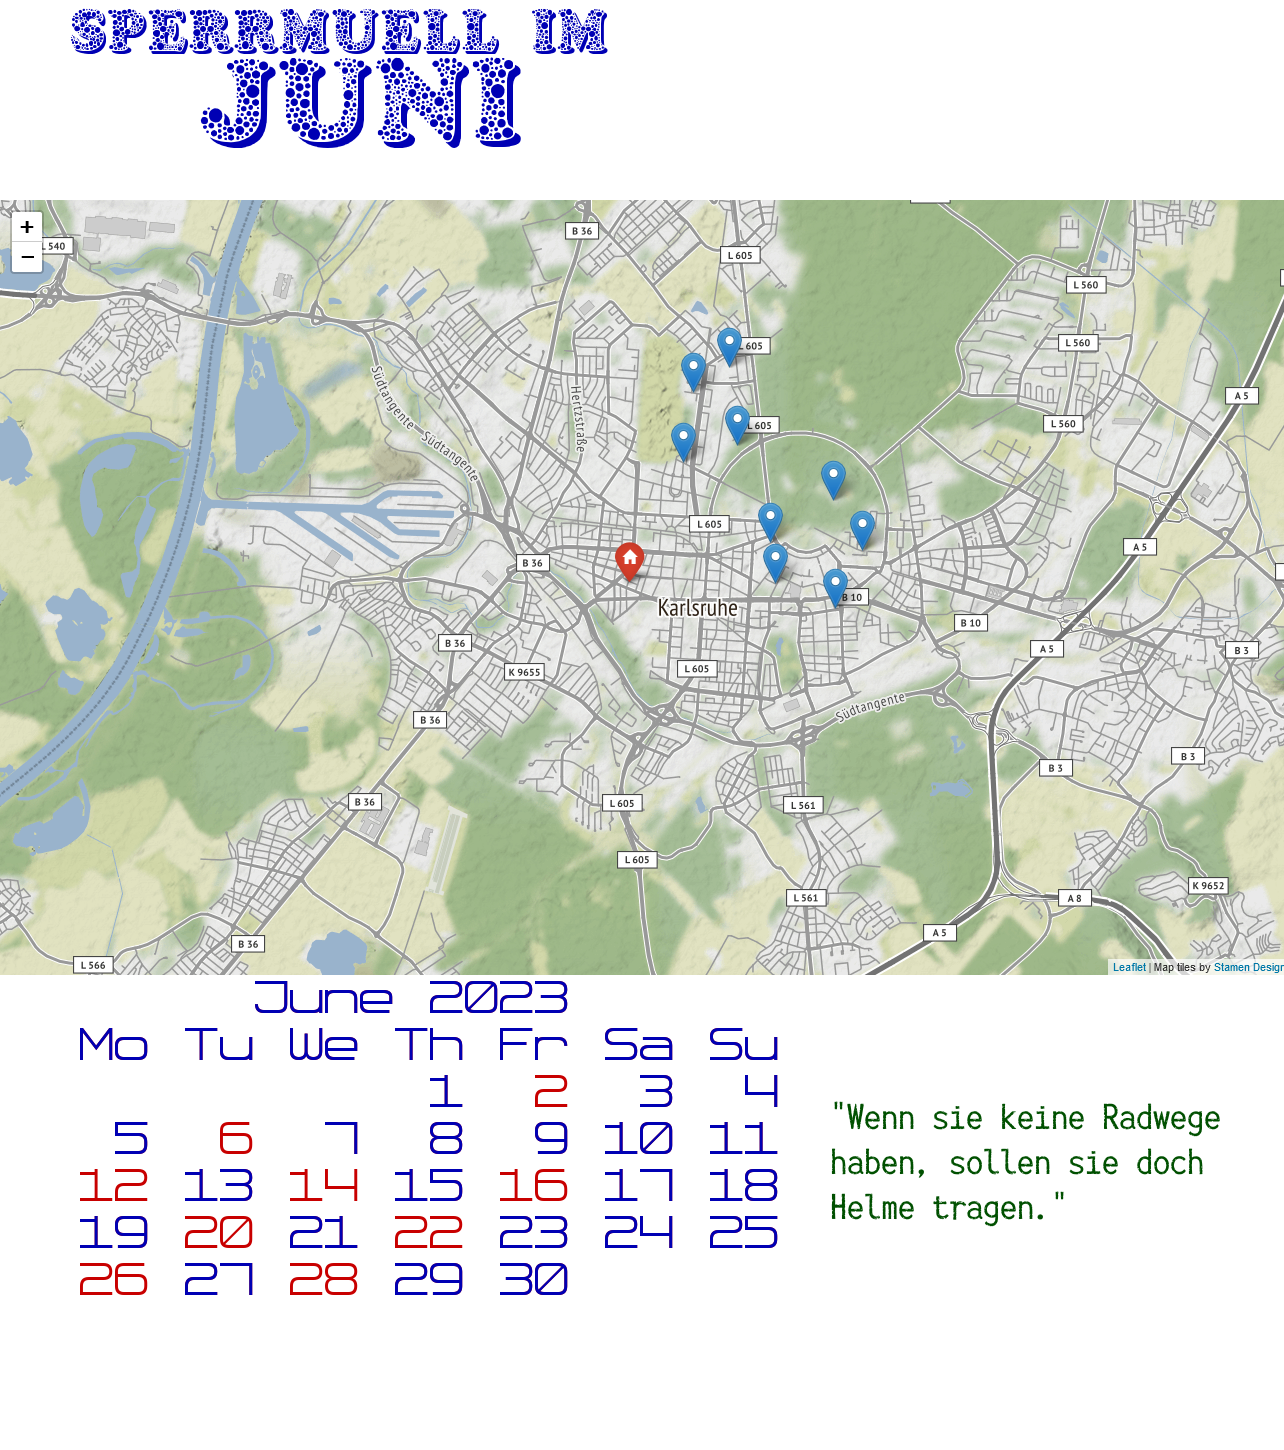 SPERRMUELL IM
JUNI
+
−
L 540
B 36
L 605
L 560
L 605
L 560
A 5
L 560
L 605
Südtangente
Südtangente
Hertzstraße
L 605
A 5
B 36
B 10
Karlsruhe
B 10
B 36
A 5
B 3
K 9655
L 605
B 36
Südtangente
B 3
B 3
B 36
L 605
L 561
L 605
K 9652
L 561
A 8
B 36
A 5
L 566
Leaflet | Map tiles by Stamen Design
June 2023
Mo Tu We Th Fr Sa Su
1 2 3 4
5 6 7 8 9 10 11
12 13 14 15 16 17 18
19 20 21 22 23 24 25
26 27 28 29 30
"Wenn sie keine Radwege
haben, sollen sie doch
Helme tragen."